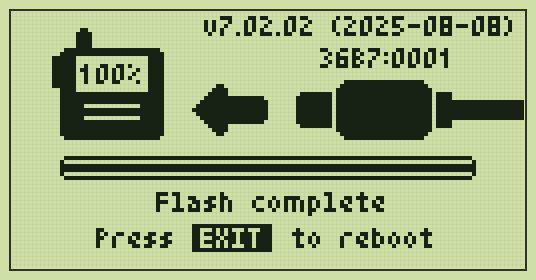 v7.02.02 (2025-08-08)
36B7:0001
100%
Flash complete
Press EXIT to reboot